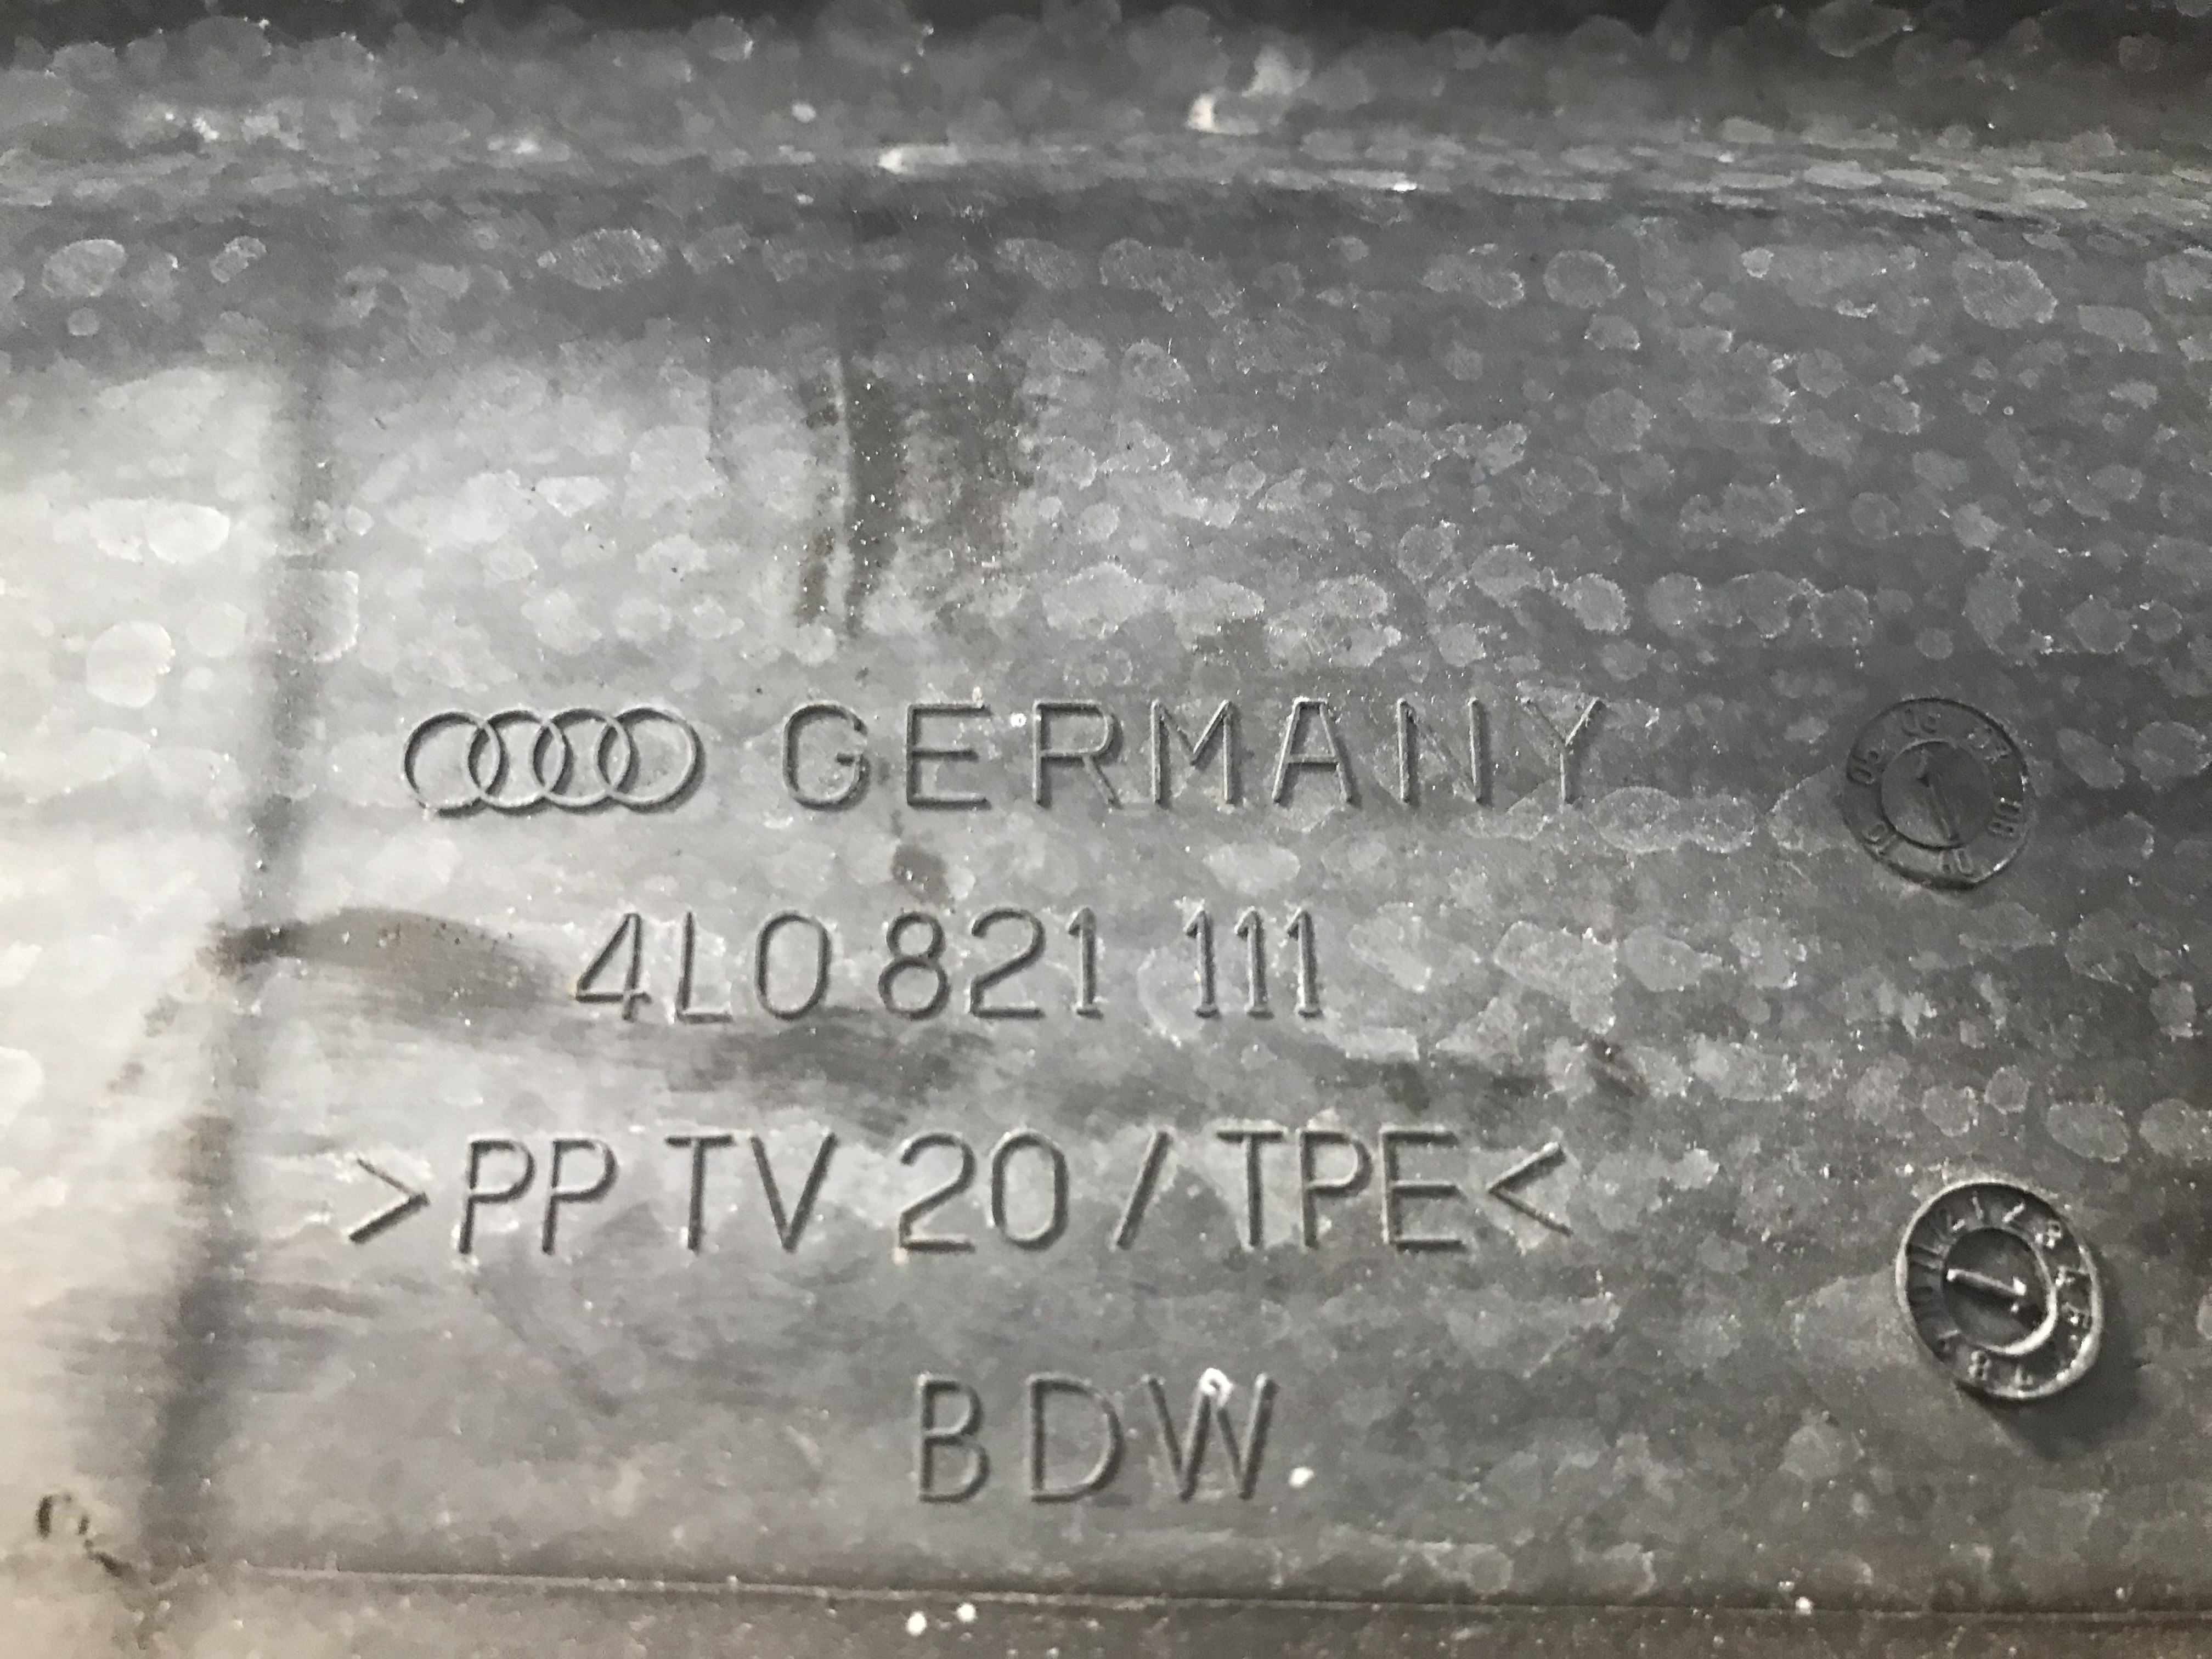 GERMANY
4L0 821 111
>PP TV 20 / TPE<
BDW